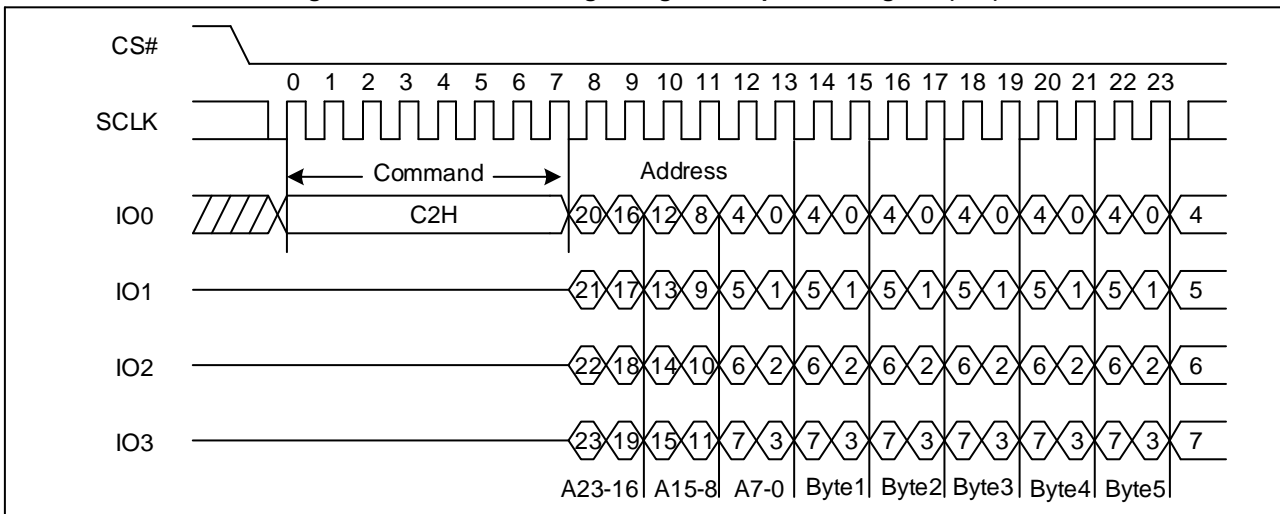 CS#
0 1 2 3 4 5 6 7 8 9 10 11 12 13 14 15 16 17 18 19 20 21 22 23
SCLK
Command
Address
IO0 C2H 20 16 12 8 4 0 4 0 4 0 4 0 4 0 4 0 4
IO1 21 17 13 9 5 1 5 1 5 1 5 1 5 1 5 1 5
IO2 22 18 14 10 6 2 6 2 6 2 6 2 6 2 6 2 6
IO3 23 19 15 11 7 3 7 3 7 3 7 3 7 3 7 3 7
A23-16 A15-8 A7-0 Byte1 Byte2 Byte3 Byte4 Byte5